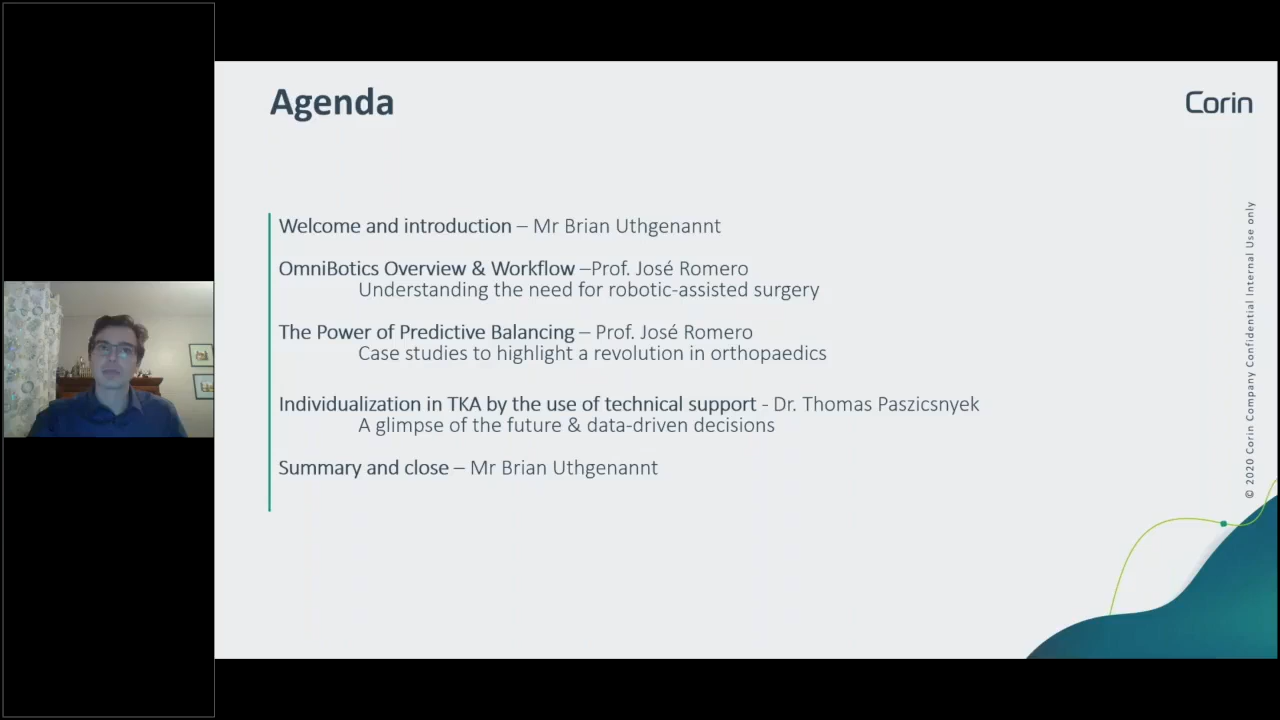 Agenda
Corin
Welcome and introduction – Mr Brian Uthgenannt
OmniBotics Overview & Workflow –Prof. José Romero
Understanding the need for robotic-assisted surgery
The Power of Predictive Balancing – Prof. José Romero
Case studies to highlight a revolution in orthopaedics
Individualization in TKA by the use of technical support - Dr. Thomas Paszicsnyek
A glimpse of the future & data-driven decisions
Summary and close – Mr Brian Uthgenannt
© 2020 Corin Company Confidential Internal Use only